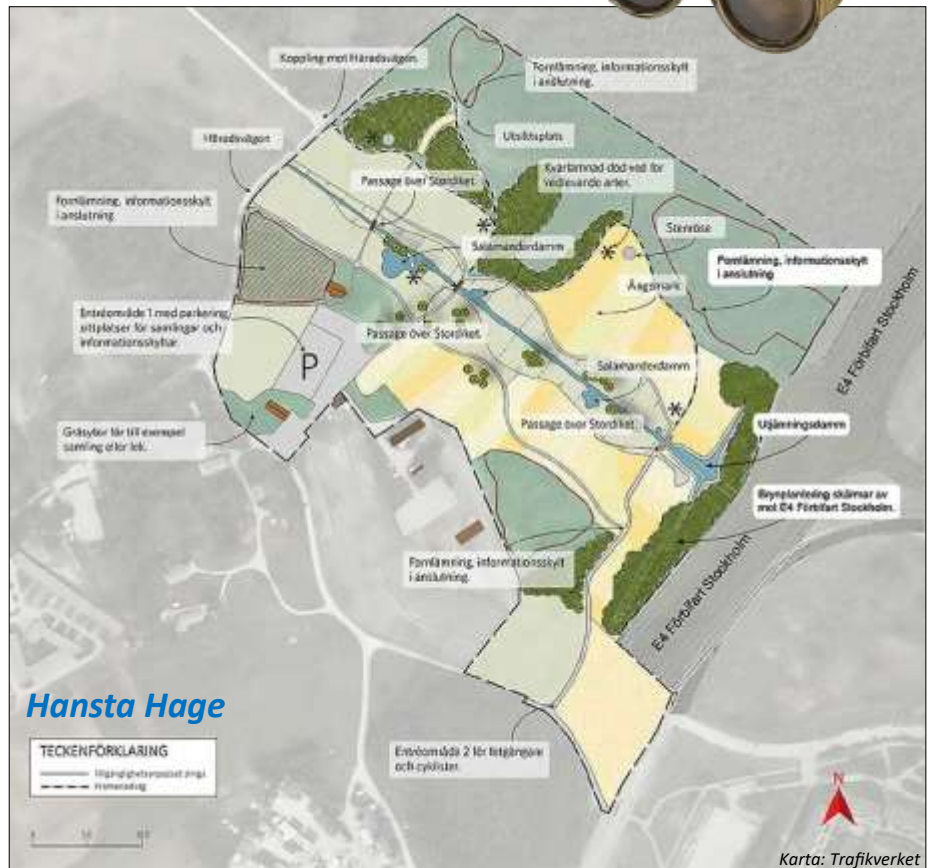 Koppling mot Häradsvägen.
Fornlämning, informationsskylt
i anslutning.
Häradsvägen
Utsiktsplats
Kvarlämnad död ved för
vedlevande arter.
Passage över Stordiket.
Fornlämning, informationsskylt
i anslutning
Stenröse
Salamanderdamm
Fornlämning, informationsskylt
i anslutning
Ängsmark
Entréområde 1 med parkering,
sittplatser för samlingar och
informationsskyltar.
P
Passage över Stordiket.
E4 Förbifart Stockholm
Salamanderdamm
Gräsytor för till exempel
samling eller lek.
Passage över Stordiket.
Utjämningsdamm
Brynplantering skärmar av
mot E4 Förbifart Stockholm.
Fornlämning, informationsskylt
i anslutning.
E4 Förbifart Stockholm
Hansta Hage
TECKENFÖRKLARING
Entréområde 2 för fotgängare
och cyklister.
N
0
Karta: Trafikverket